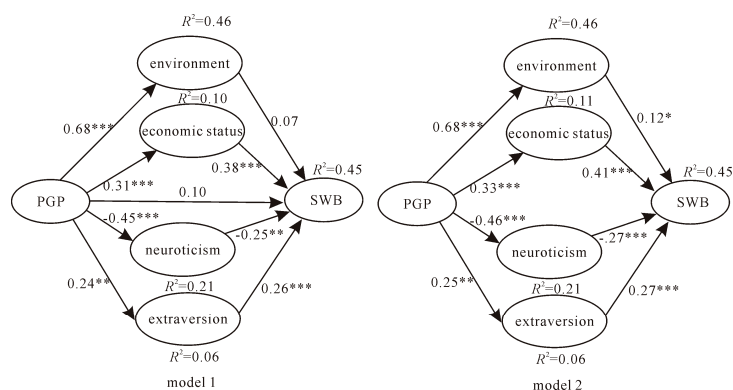 R²=0.46
environment
R²=0.10
0.68***
economic status
0.07
0.38***
R²=0.45
0.31***
PGP
0.10
SWB
-0.45***
-0.25**
neuroticism
0.24**
R²=0.21
0.26***
extraversion
R²=0.06
model 1
R²=0.46
environment
R²=0.11
0.68***
economic status
0.12*
0.41***
R²=0.45
0.33***
PGP
SWB
-0.46***
-.27***
neuroticism
0.25**
R²=0.21
0.27***
extraversion
R²=0.06
model 2